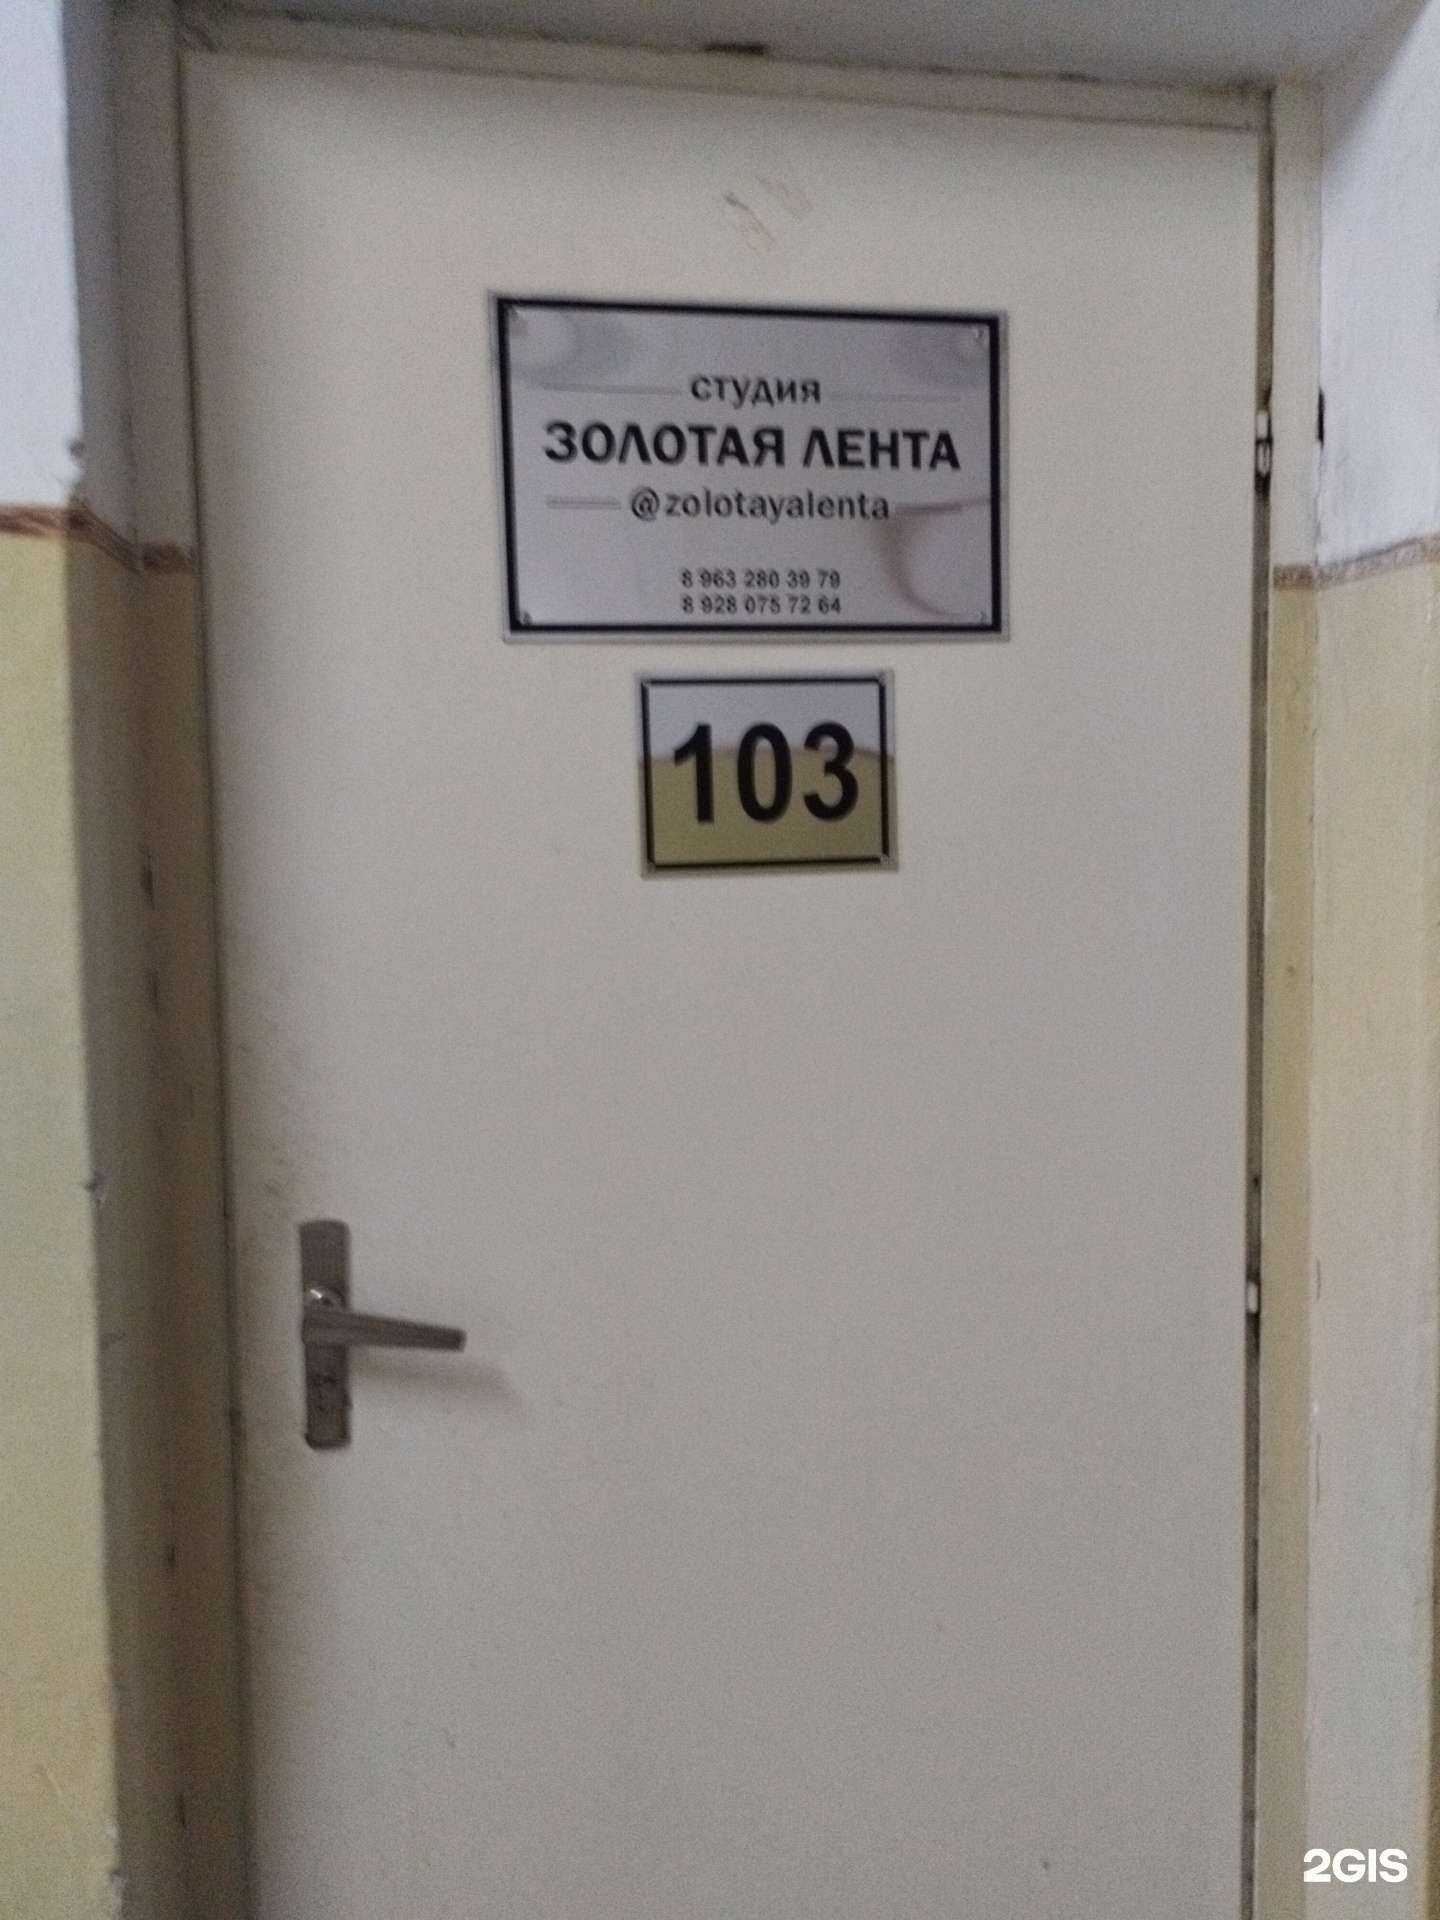 студия
ЗОЛОТАЯ ЛЕНТА
@zolotayalenta
8 963 280 39 79
8 928 075 72 64
103
2GIS